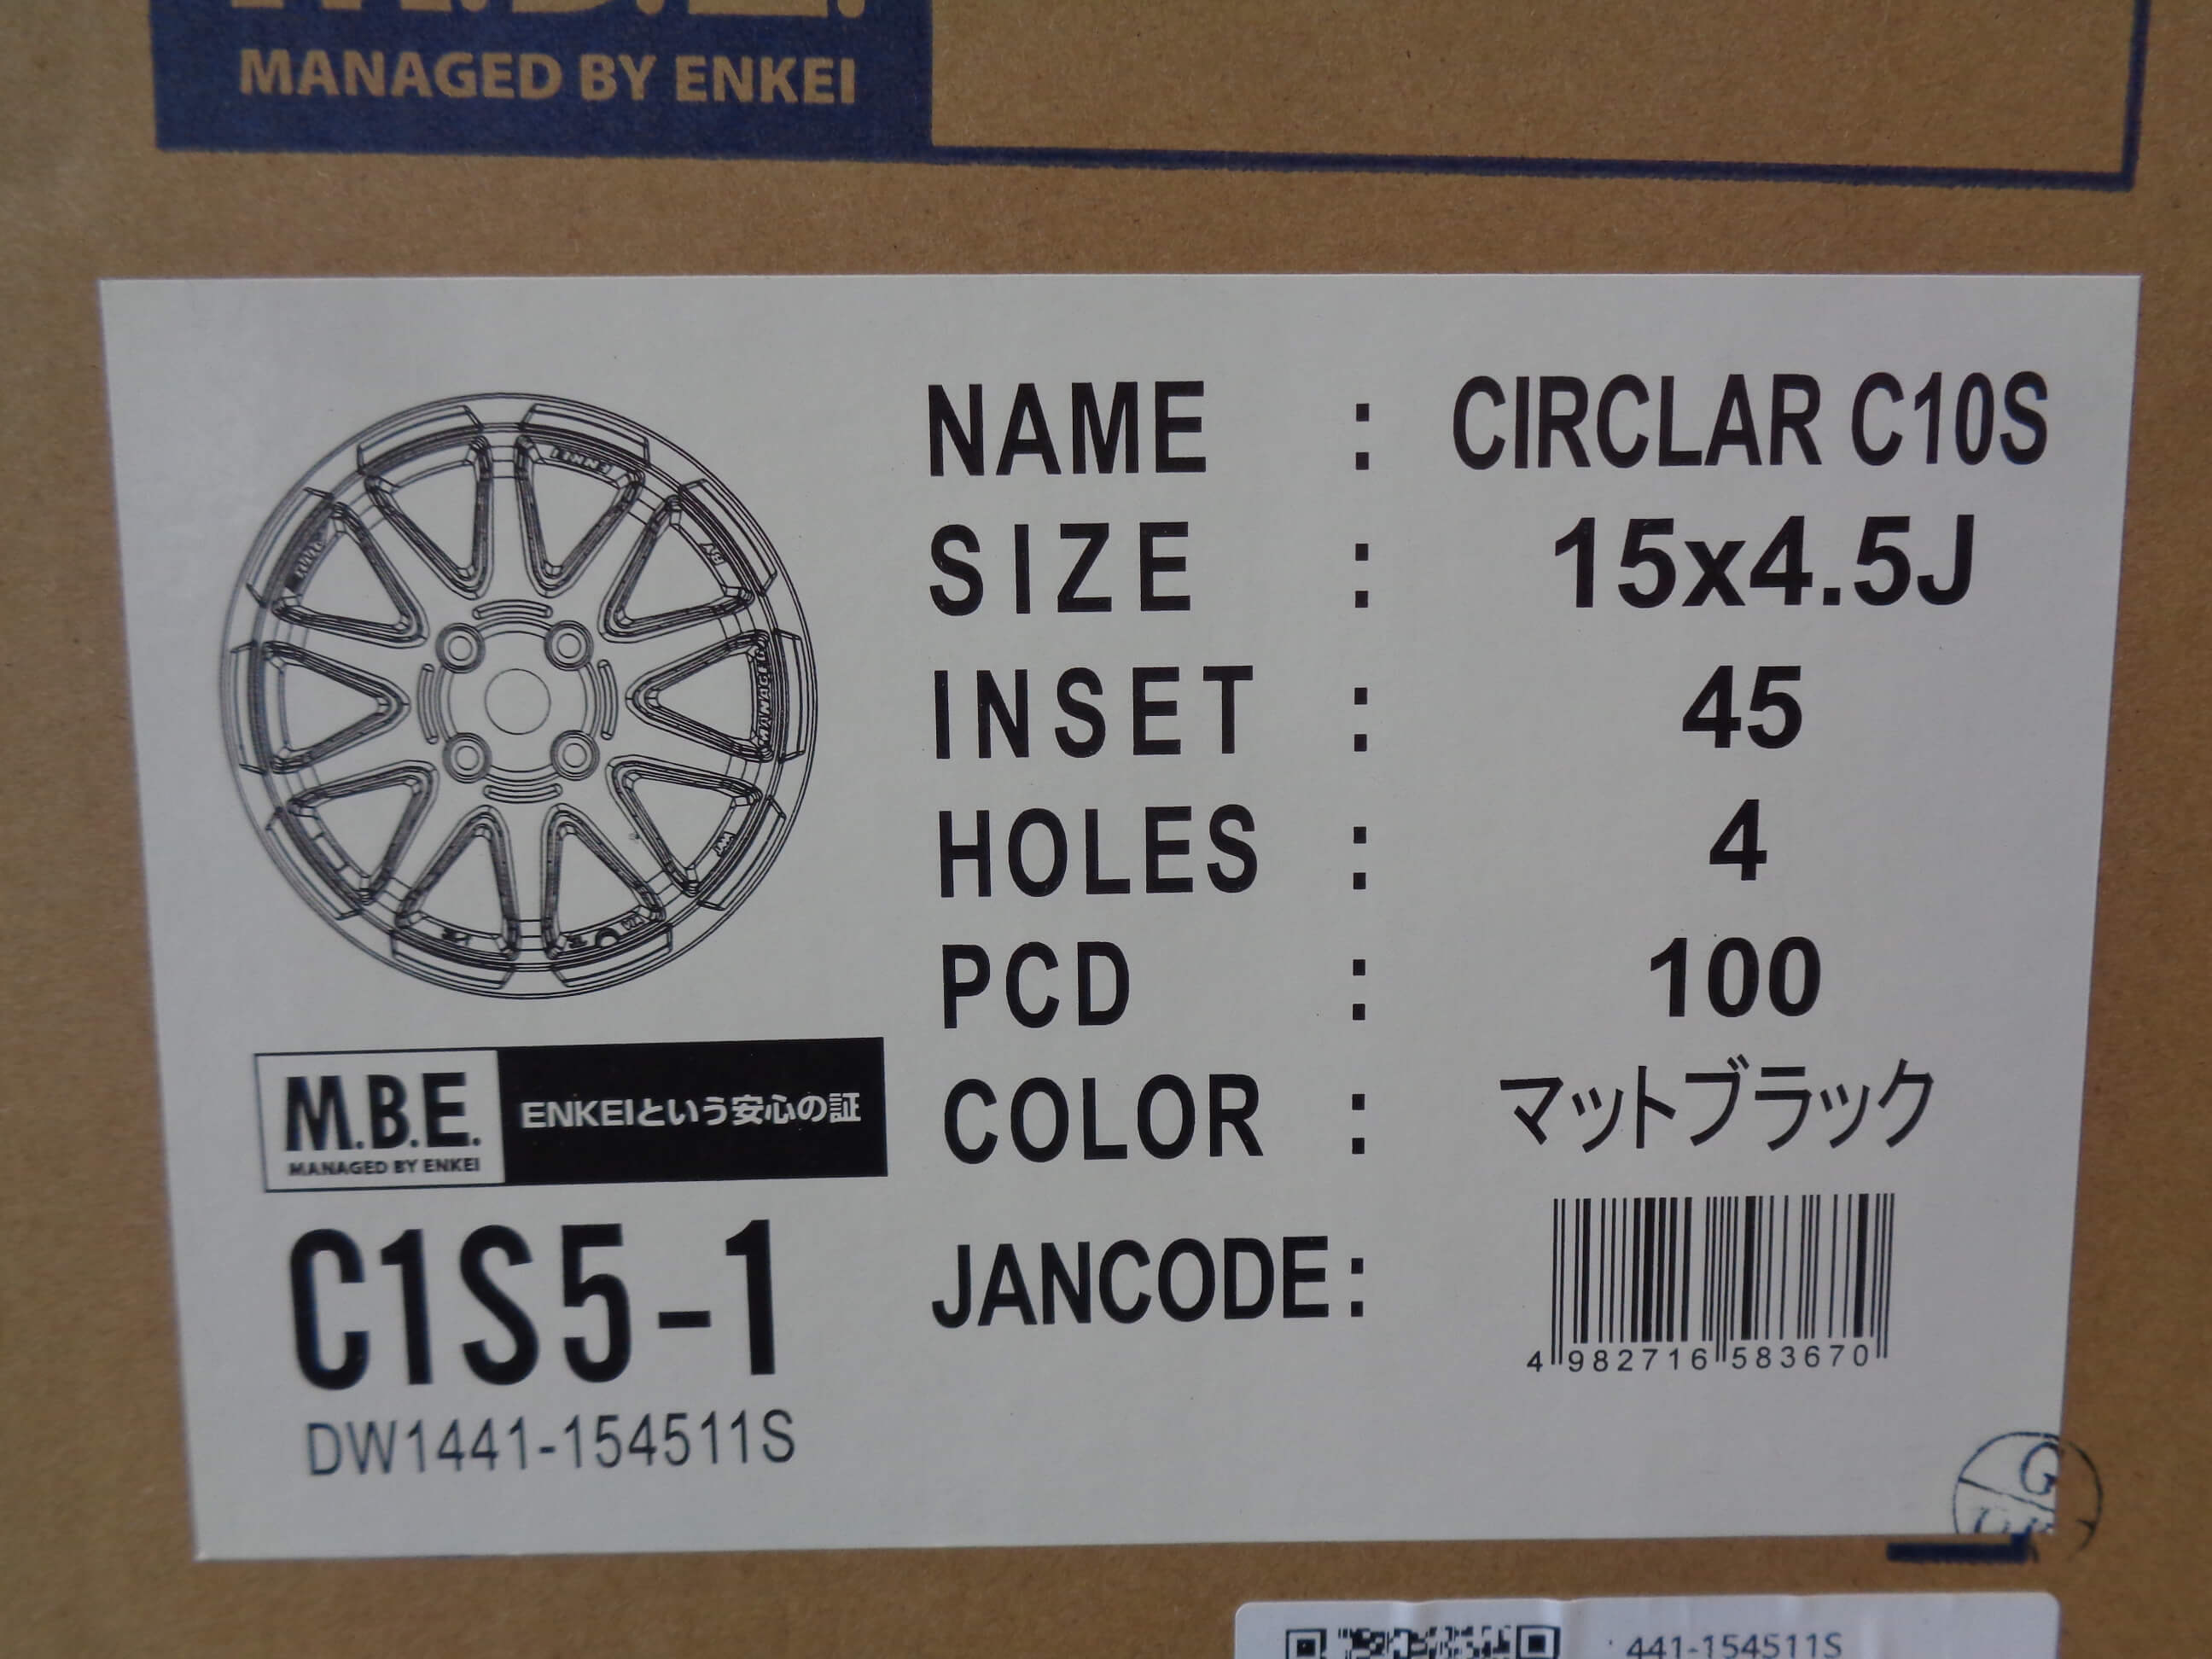 M.B.E.
MANAGED BY ENKEI
NAME : CIRCLAR C10S
SIZE : 15x4.5J
INSET : 45
HOLES : 4
PCD : 100
COLOR : マットブラック
JANCODE:
4 982716 583670
M.B.E.
MANAGED BY ENKEI
ENKEIという安心の証
C1S5-1
DW1441-154511S
G
441-154511S